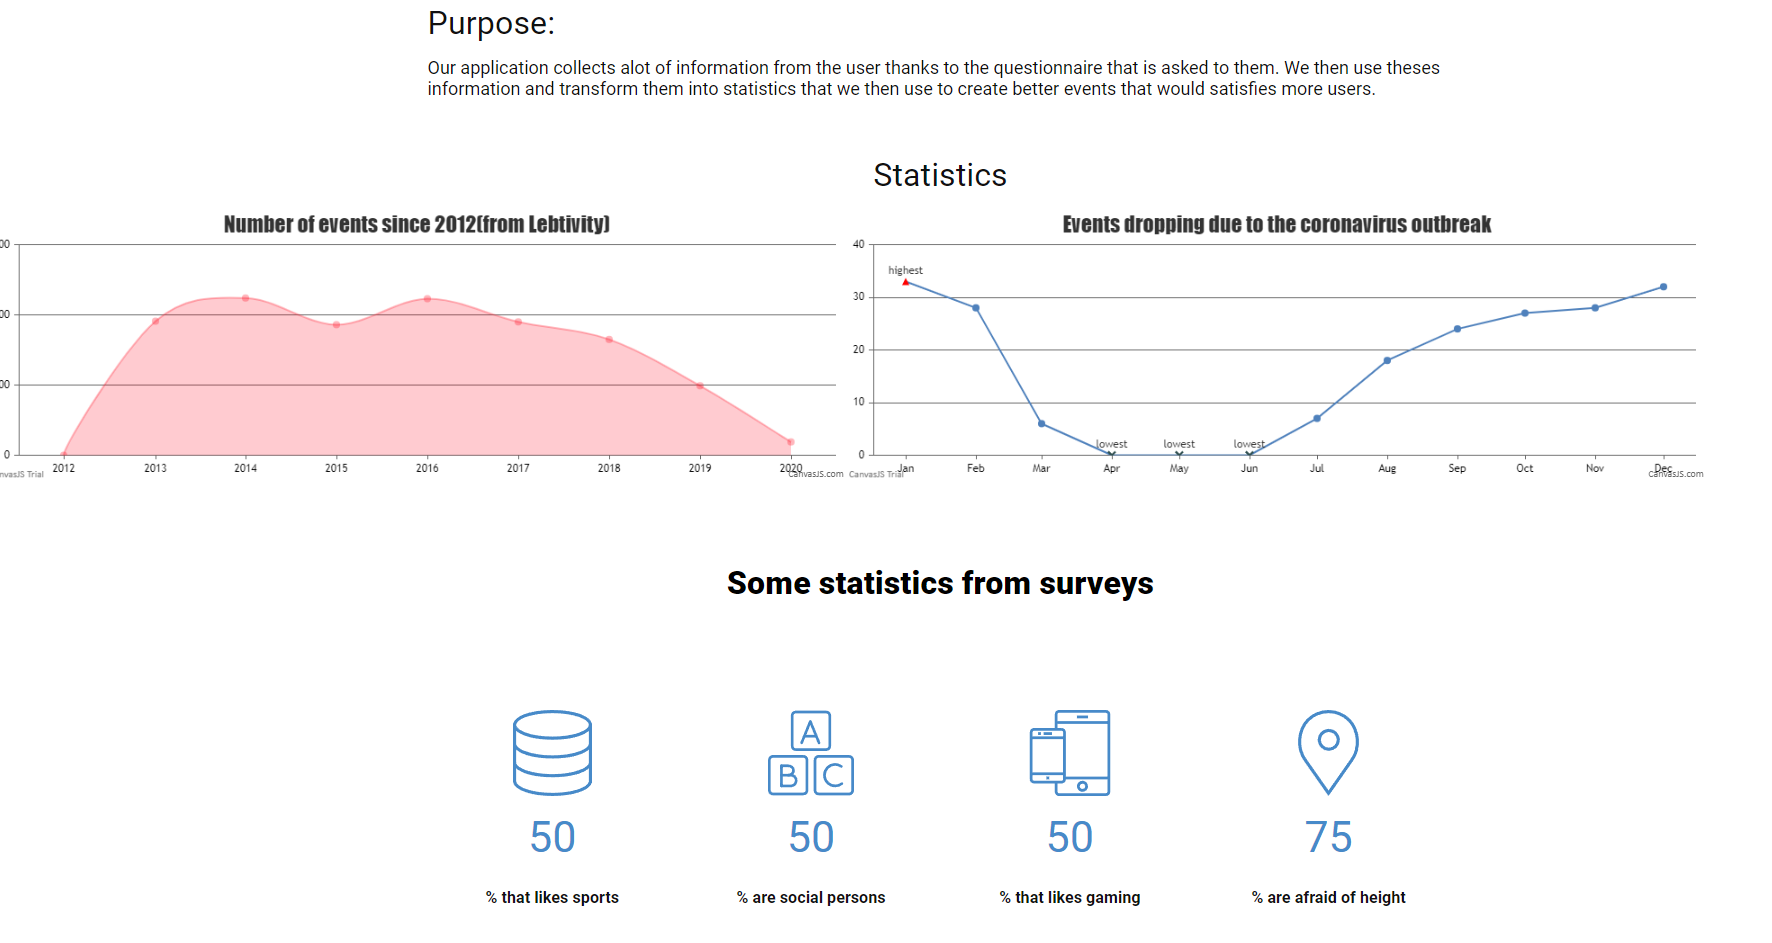 Purpose:
Our application collects alot of information from the user thanks to the questionnaire that is asked to them. We then use theses
information and transform them into statistics that we then use to create better events that would satisfies more users.
Statistics
Number of events since 2012(from Lebtivity)
00
00
00
0
2012 2013 2014 2015 2016 2017 2018 2019 2020
nvasJS Trial
CanvasJS.com
Events dropping due to the coronavirus outbreak
40
30
20
10
0
highest
lowest lowest lowest
Jan Feb Mar Apr May Jun Jul Aug Sep Oct Nov Dec
CanvasJS Trial
CanvasJS.com
Some statistics from surveys
A
B C
50 50 50 75
% that likes sports % are social persons % that likes gaming % are afraid of height